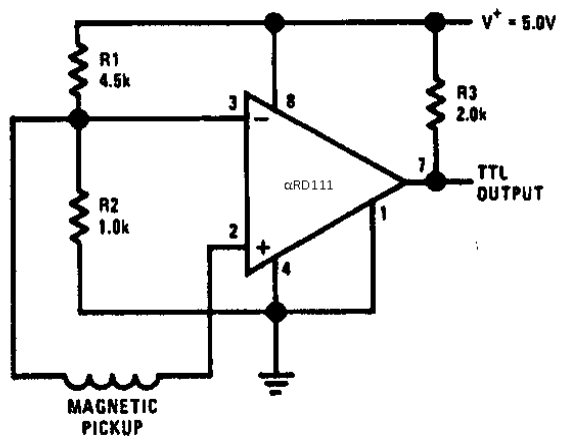 V+ = 5.0V
R1
4.5k
R3
2.0k
3
8
−
αRD111
7
TTL
OUTPUT
R2
1.0k
2
+
1
4
MAGNETIC
PICKUP